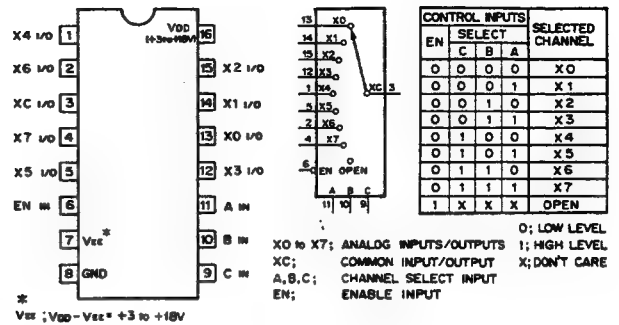 X4 I/O 1
X6 I/O 2
XC I/O 3
X7 I/O 4
X5 I/O 5
EN IN 6
7 VEE*
8 GND
VDD
(+3 to +18V)
16
15 X2 I/O
14 X1 I/O
13 X0 I/O
12 X3 I/O
11 A IN
10 B IN
9 C IN
*
VEE ; VDD-VEE = +3 to +18V
13 X0
14 X1
15 X2
12 X3
1 X4
5 X5
2 X6
4 X7
XC 3
6 EN OPEN
A B C
11 10 9
CONTROL INPUTS SELECTED CHANNEL
EN SELECT
C B A
0 0 0 0 X0
0 0 0 1 X1
0 0 1 0 X2
0 0 1 1 X3
0 1 0 0 X4
0 1 0 1 X5
0 1 1 0 X6
0 1 1 1 X7
1 X X X OPEN
0; LOW LEVEL
1; HIGH LEVEL
X; DON'T CARE
X0 to X7; ANALOG INPUTS/OUTPUTS
XC; COMMON INPUT/OUTPUT
A,B,C; CHANNEL SELECT INPUT
EN; ENABLE INPUT